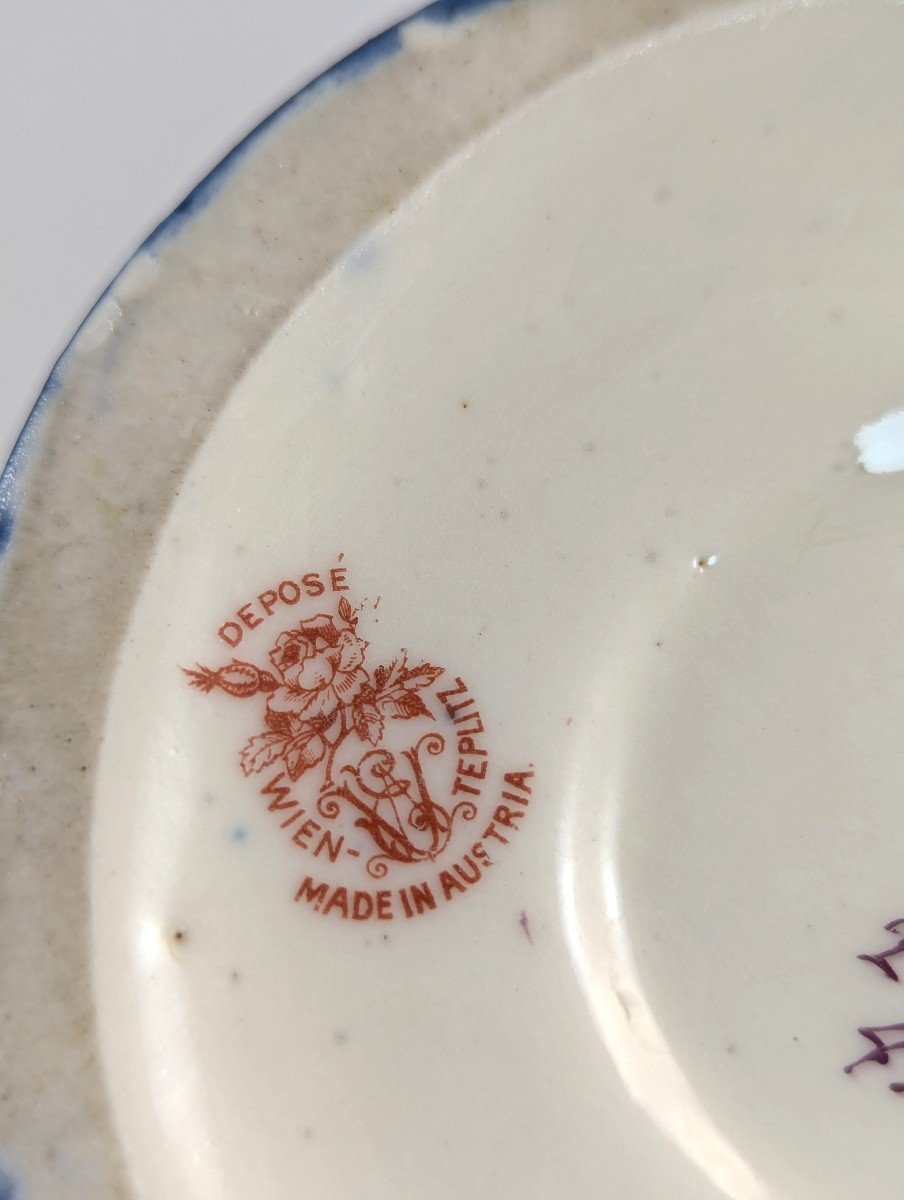 DEPOSÉ
WIEN-
TEPLITZ
MADE IN AUSTRIA.